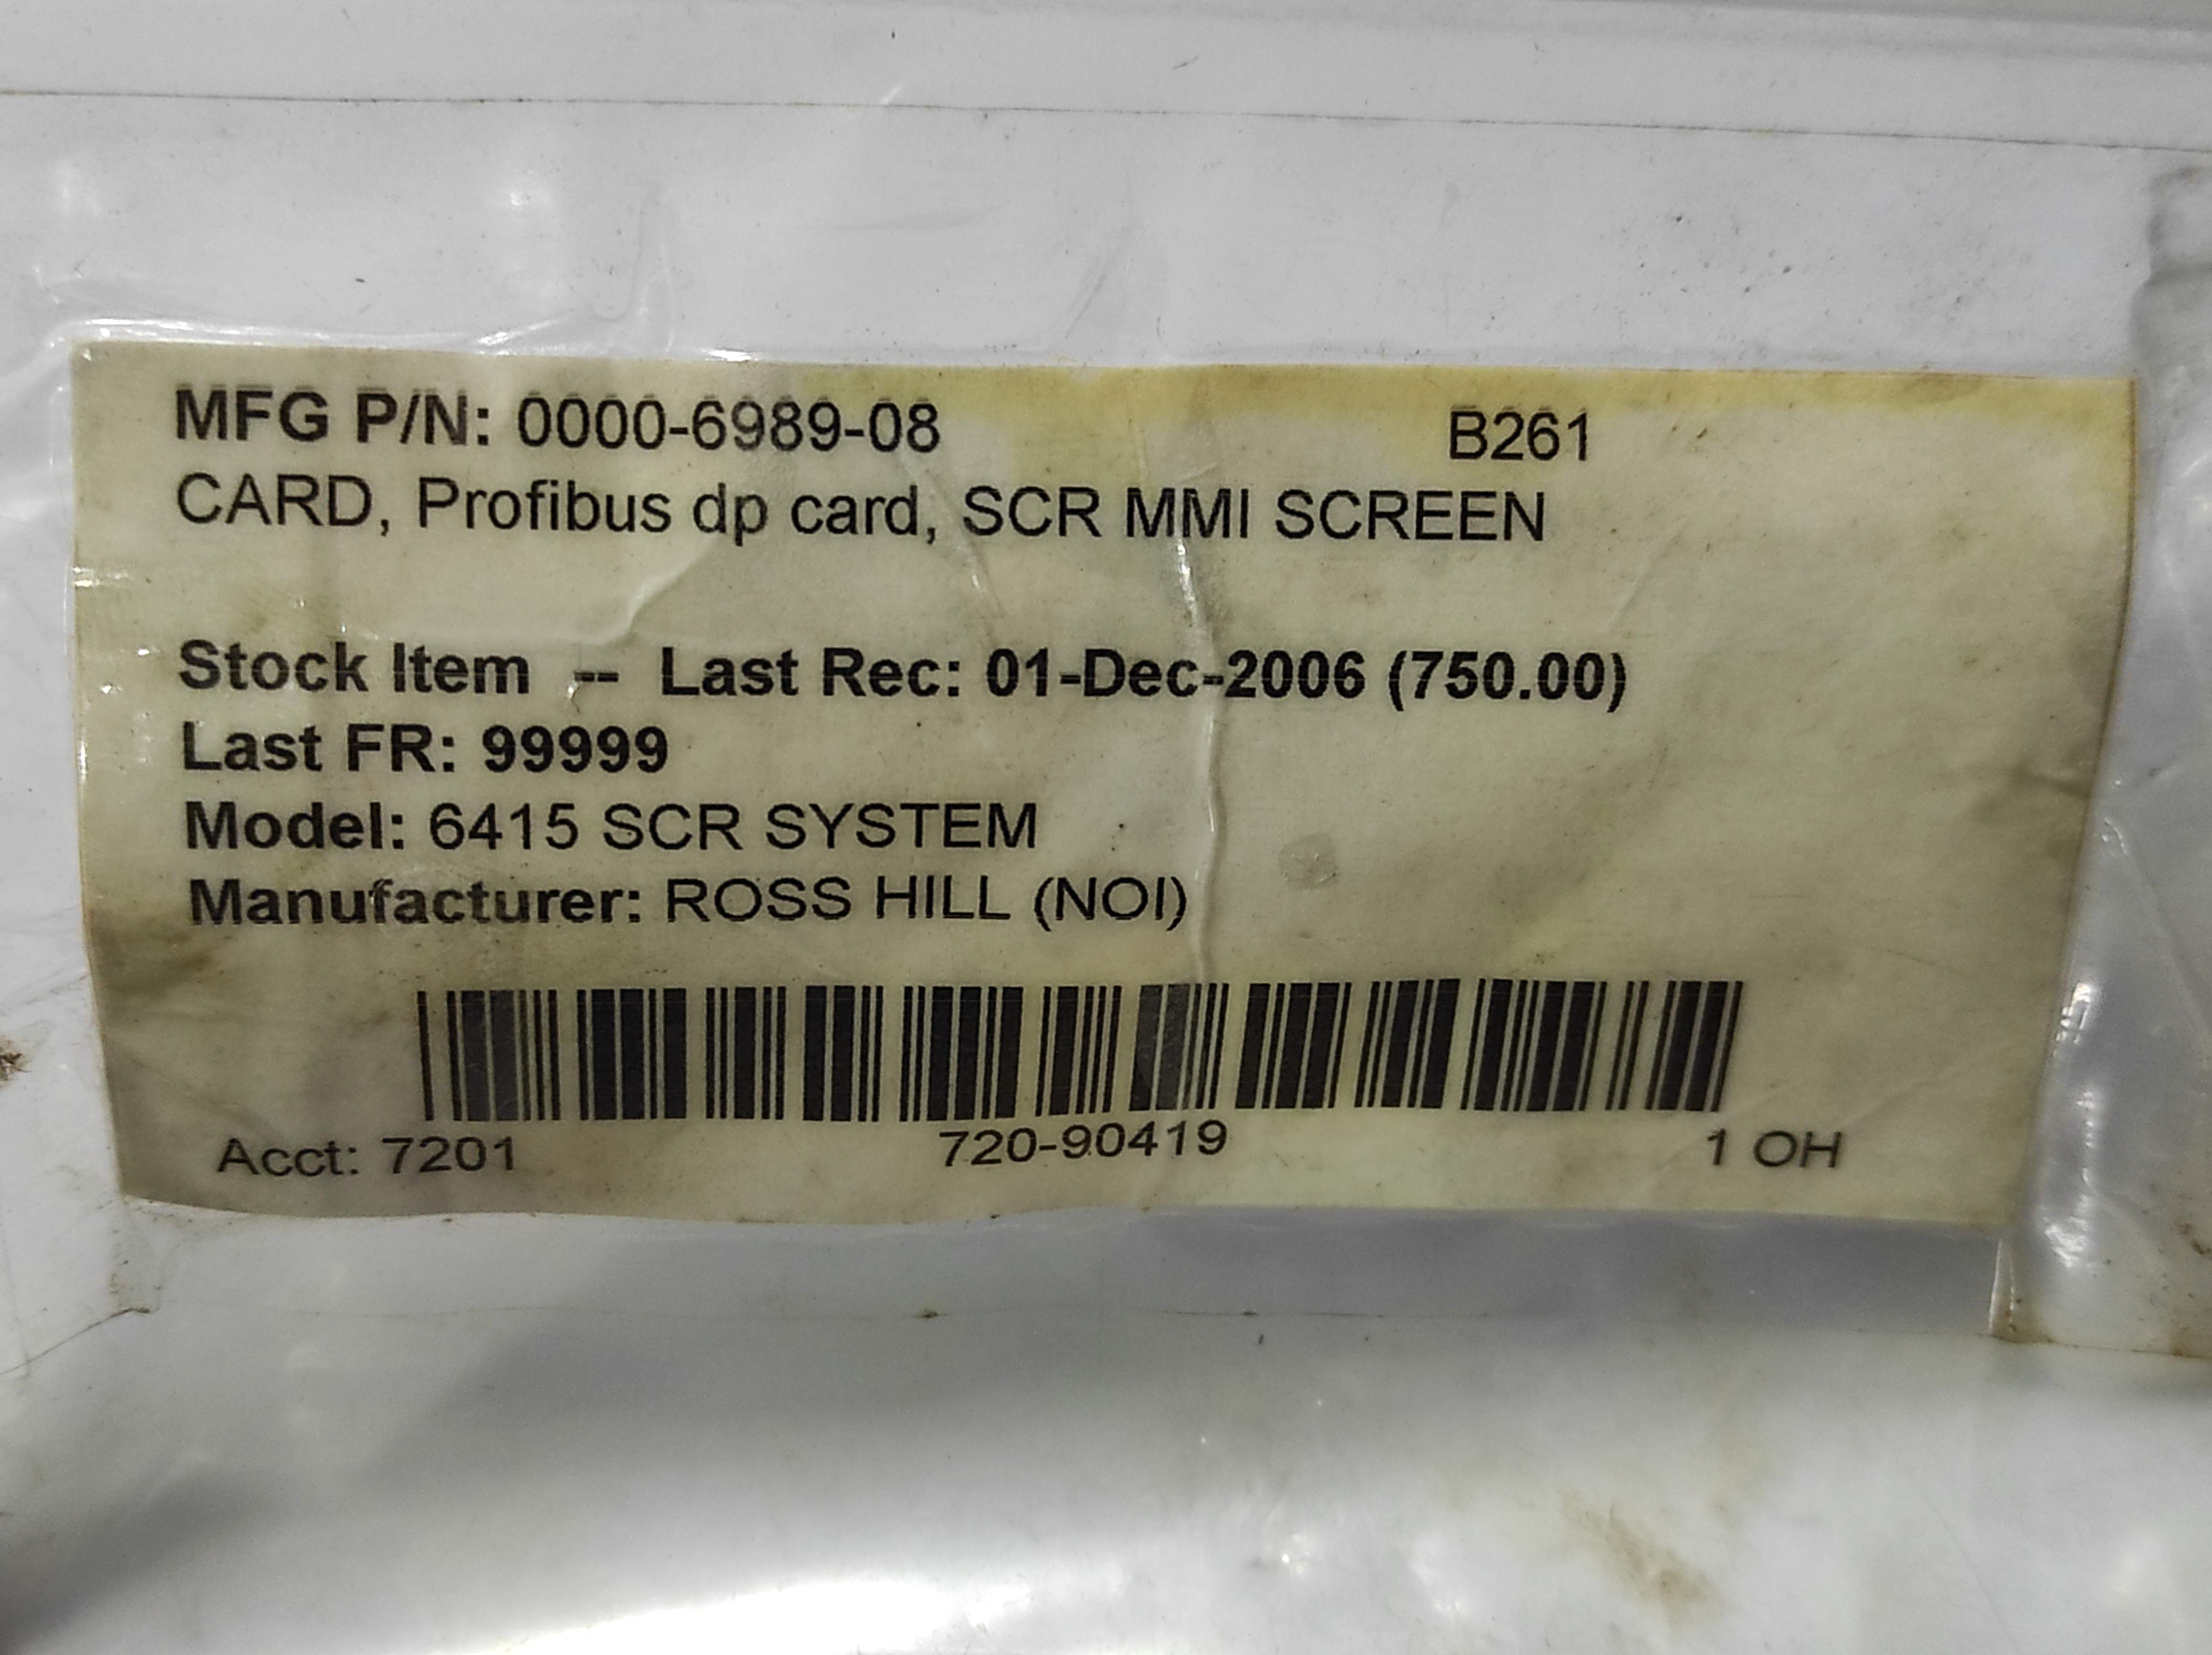 MFG P/N: 0000-6989-08 B261
CARD, Profibus dp card, SCR MMI SCREEN
Stock Item -- Last Rec: 01-Dec-2006 (750.00)
Last FR: 99999
Model: 6415 SCR SYSTEM
Manufacturer: ROSS HILL (NOI)
Acct: 7201 720-90419 1 OH